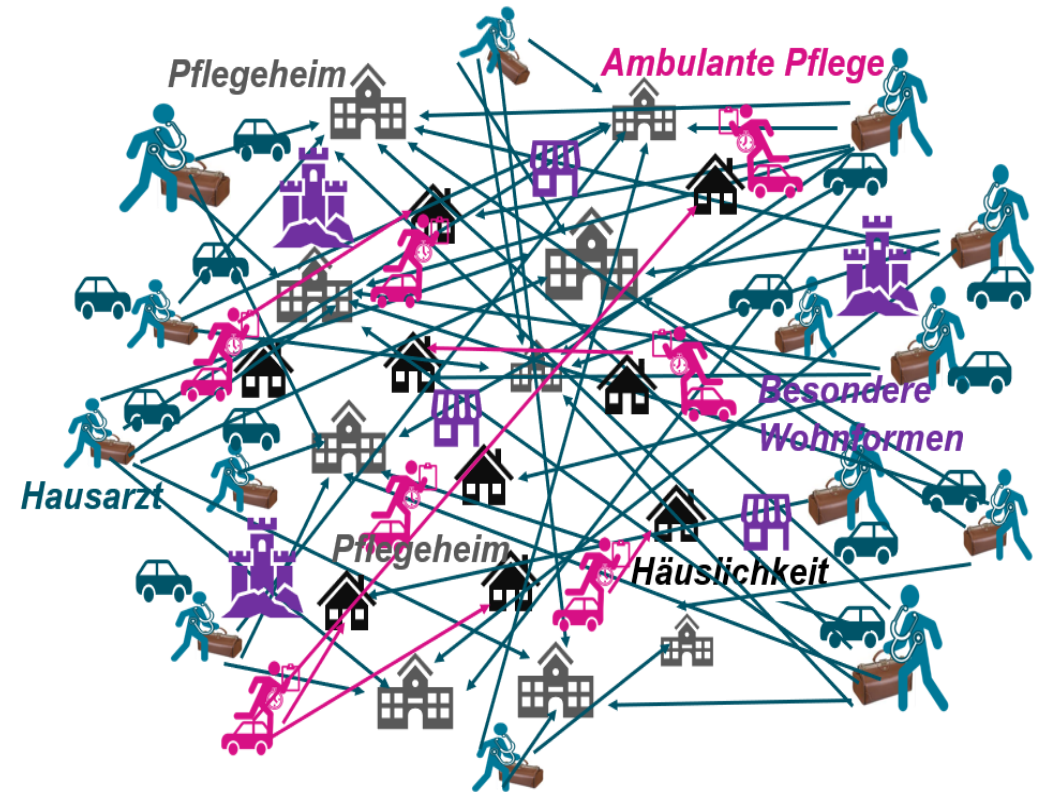 Pflegeheim
Ambulante Pflege
Besondere
Wohnformen
Hausarzt
Pflegeheim
Häuslichkeit